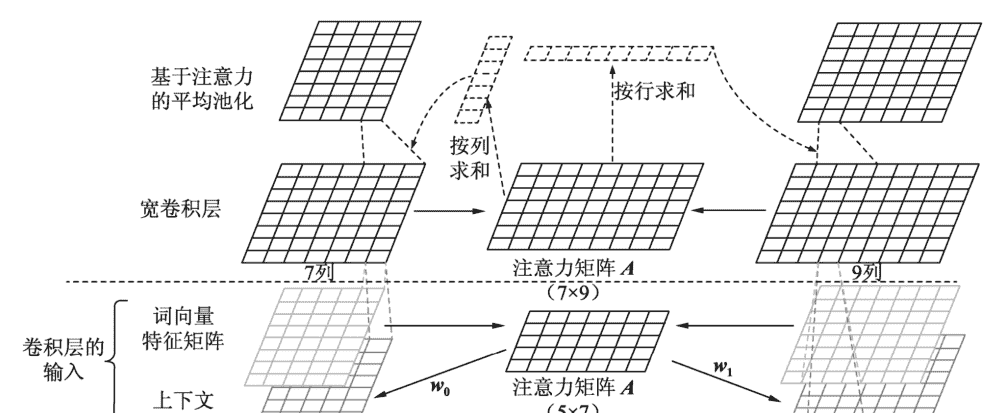 基于注意力
的平均池化
按列
求和
按行求和
宽卷积层
7列
注意力矩阵 A
(7×9)
9列
卷积层的
输入
词向量
特征矩阵
w0
w1
注意力矩阵 A
(5×7)
上下文